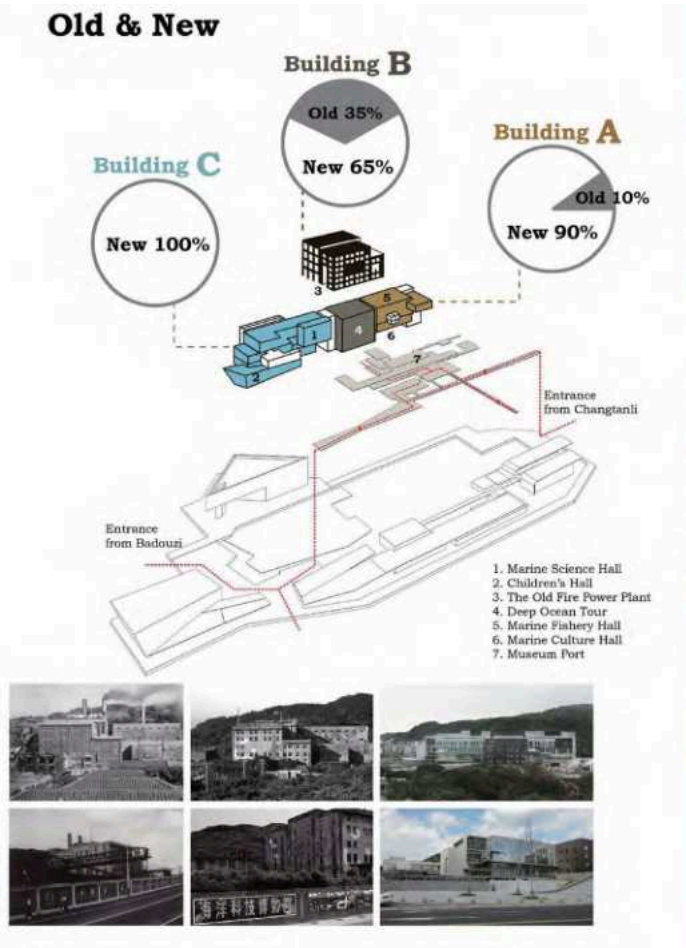 Old & New
Building B
Old 35%
New 65%
Building A
Old 10%
New 90%
Building C
New 100%
3
5
1
4
6
2
7
Entrance
from Changtanli
Entrance
from Badouzi
1. Marine Science Hall
2. Children's Hall
3. The Old Fire Power Plant
4. Deep Ocean Tour
5. Marine Fishery Hall
6. Marine Culture Hall
7. Museum Port
海洋科技博物館